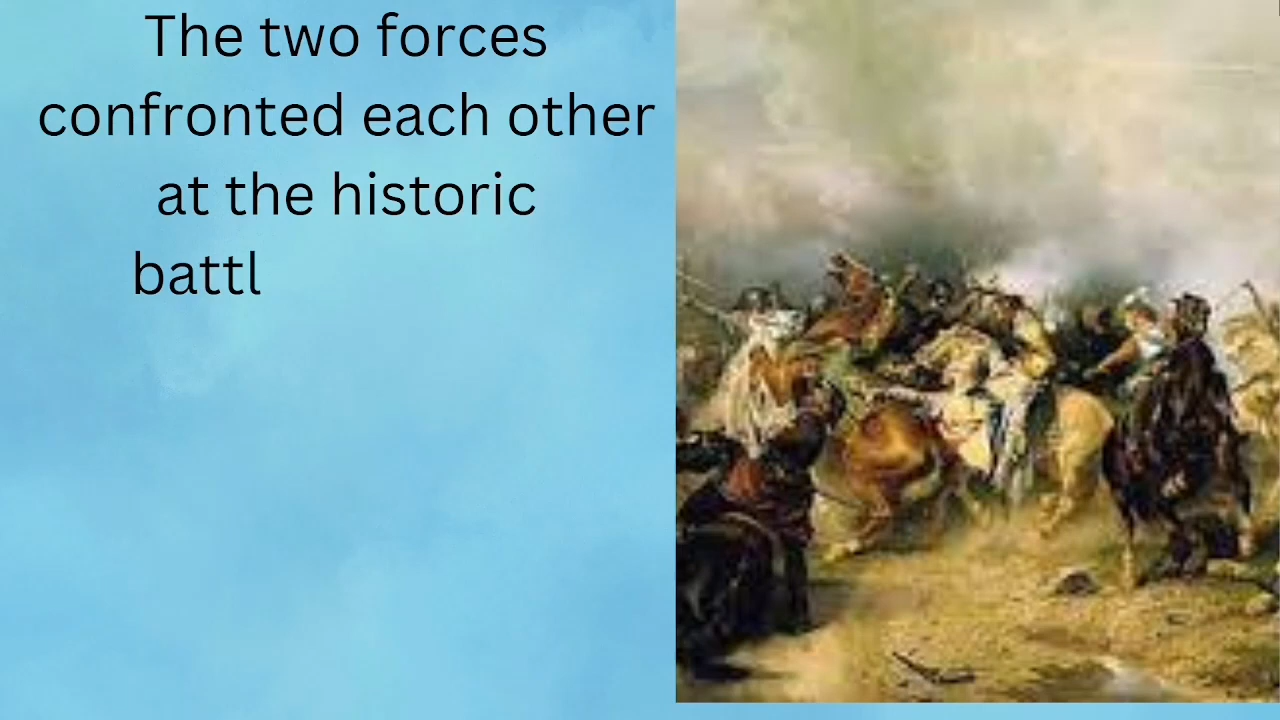 The two forces
confronted each other
at the historic
battl